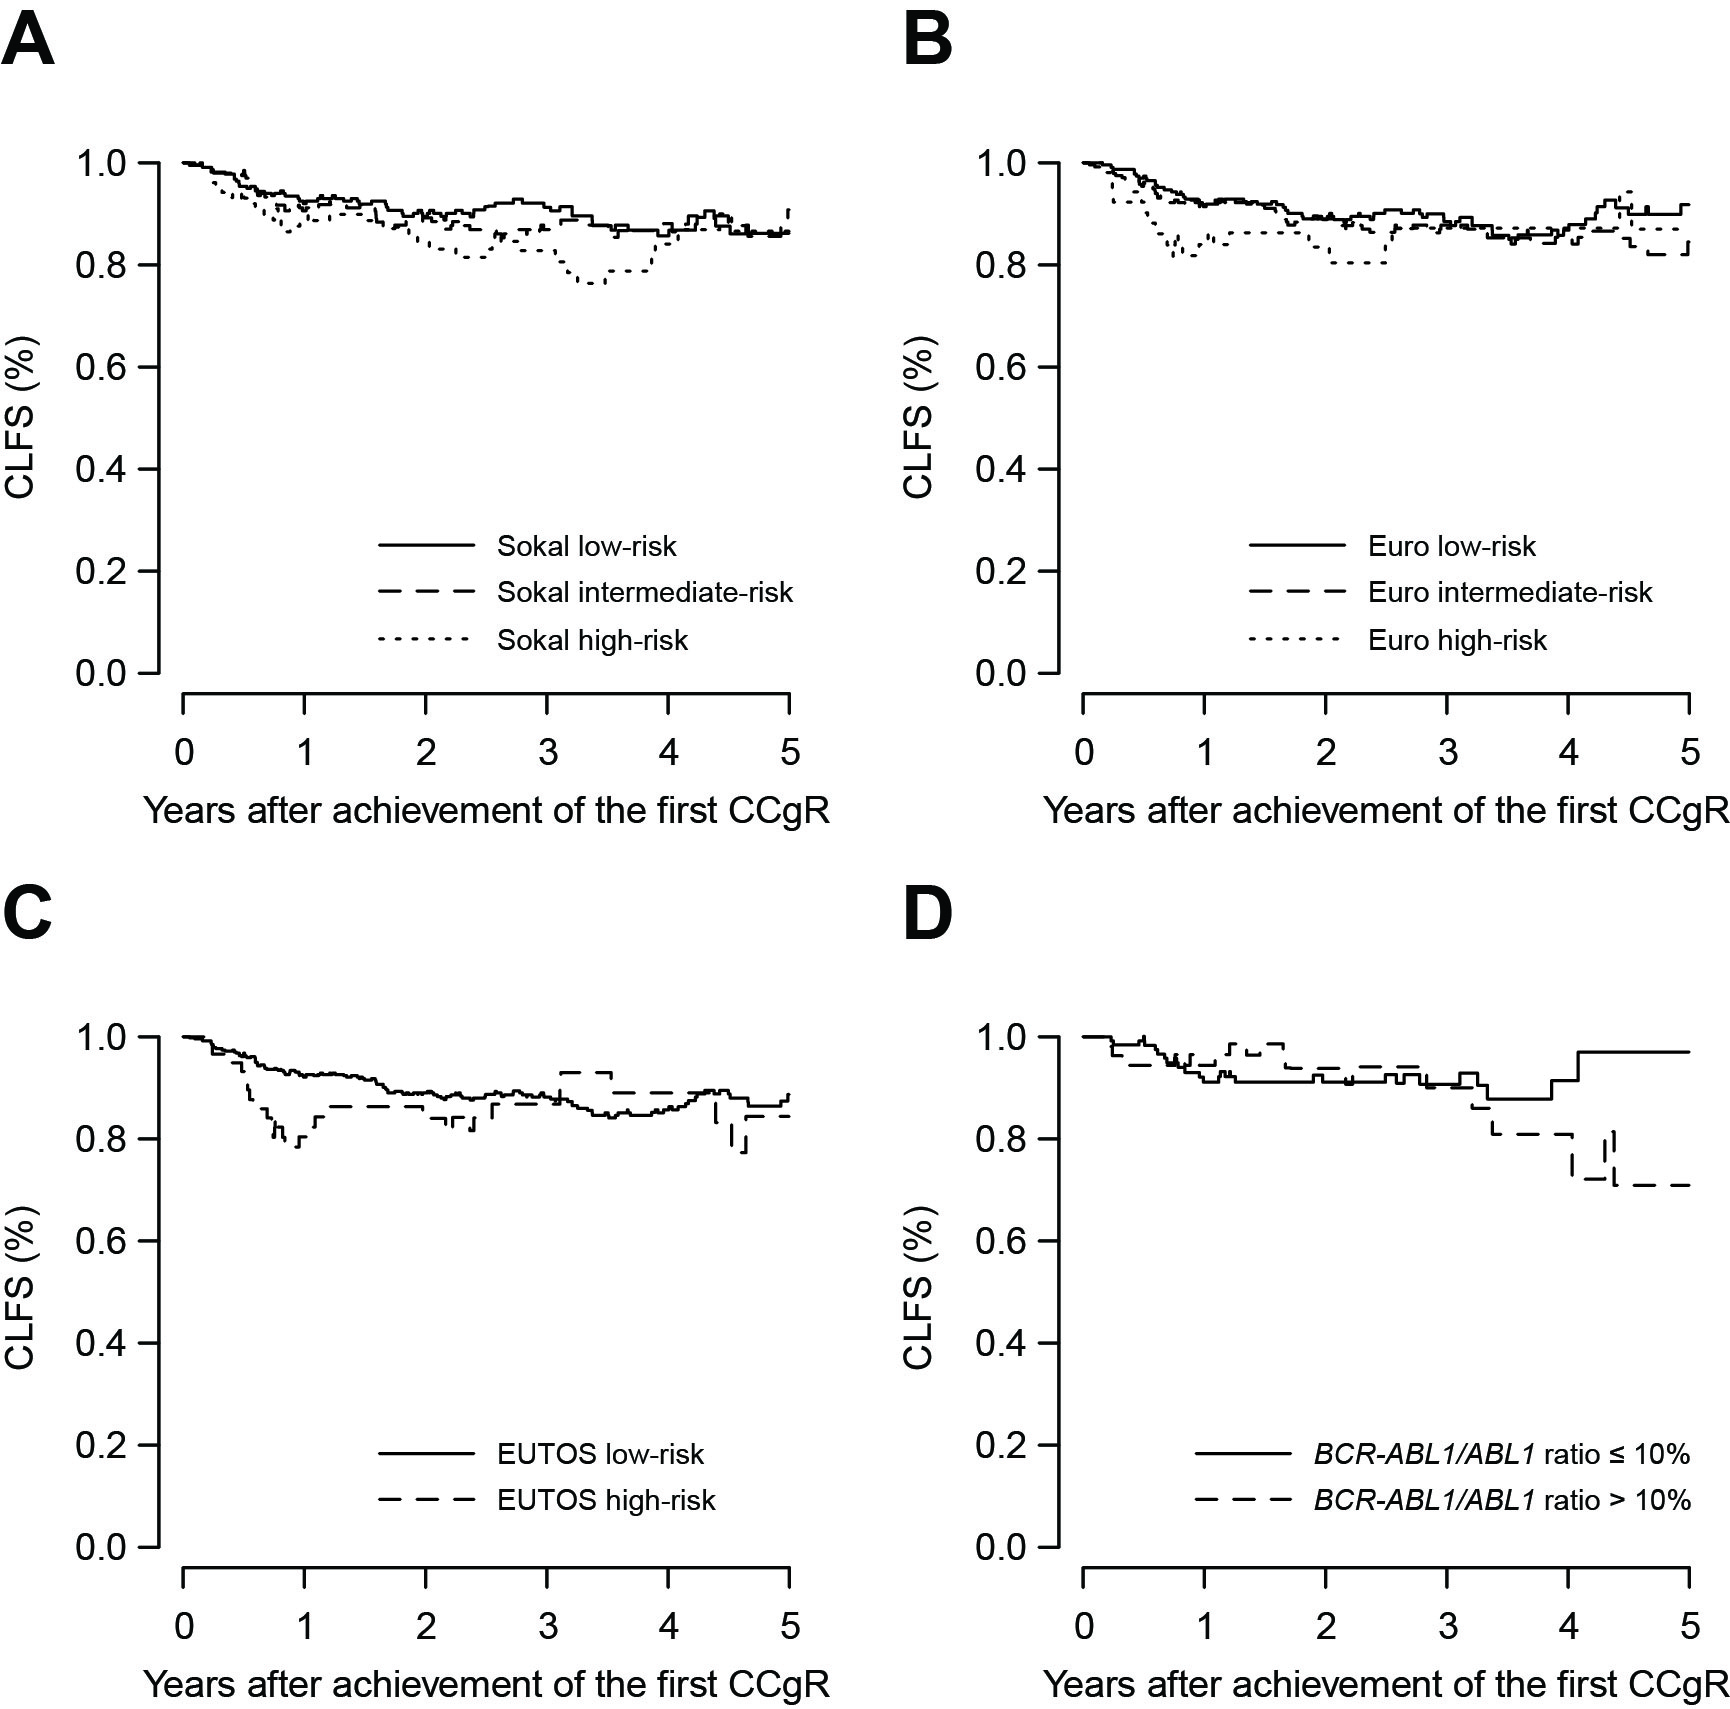 A
1.0
0.8
0.6
0.4
0.2
0.0
CLFS (%)
Sokal low-risk
Sokal intermediate-risk
Sokal high-risk
0 1 2 3 4 5
Years after achievement of the first CCgR
B
1.0
0.8
0.6
0.4
0.2
0.0
CLFS (%)
Euro low-risk
Euro intermediate-risk
Euro high-risk
0 1 2 3 4 5
Years after achievement of the first CCgR
C
1.0
0.8
0.6
0.4
0.2
0.0
CLFS (%)
EUTOS low-risk
EUTOS high-risk
0 1 2 3 4 5
Years after achievement of the first CCgR
D
1.0
0.8
0.6
0.4
0.2
0.0
CLFS (%)
BCR-ABL1/ABL1 ratio ≤ 10%
BCR-ABL1/ABL1 ratio > 10%
0 1 2 3 4 5
Years after achievement of the first CCgR